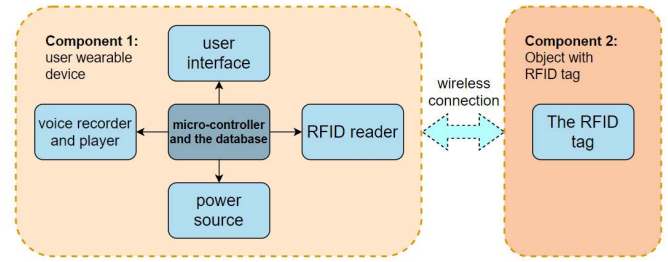 Component 1:
user wearable
device
user
interface
voice recorder
and player
micro-controller
and the database
RFID reader
power
source
wireless
connection
Component 2:
Object with
RFID tag
The RFID
tag